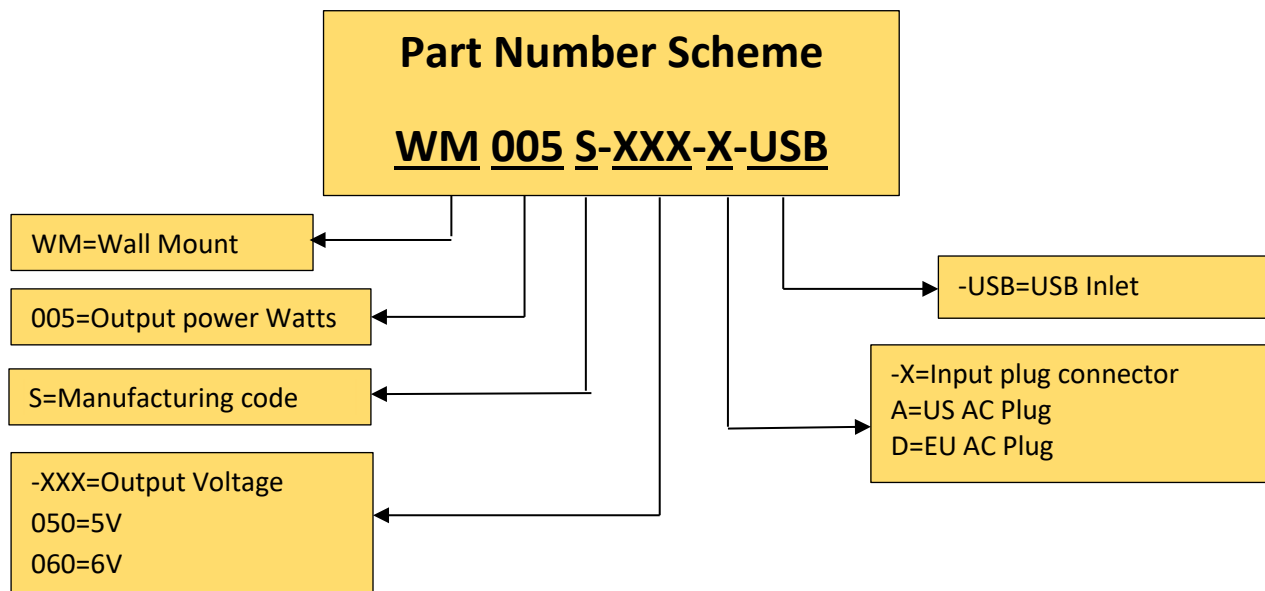 Part Number Scheme
WM 005 S-XXX-X-USB
WM=Wall Mount
005=Output power Watts
S=Manufacturing code
-XXX=Output Voltage
050=5V
060=6V
-USB=USB Inlet
-X=Input plug connector
A=US AC Plug
D=EU AC Plug